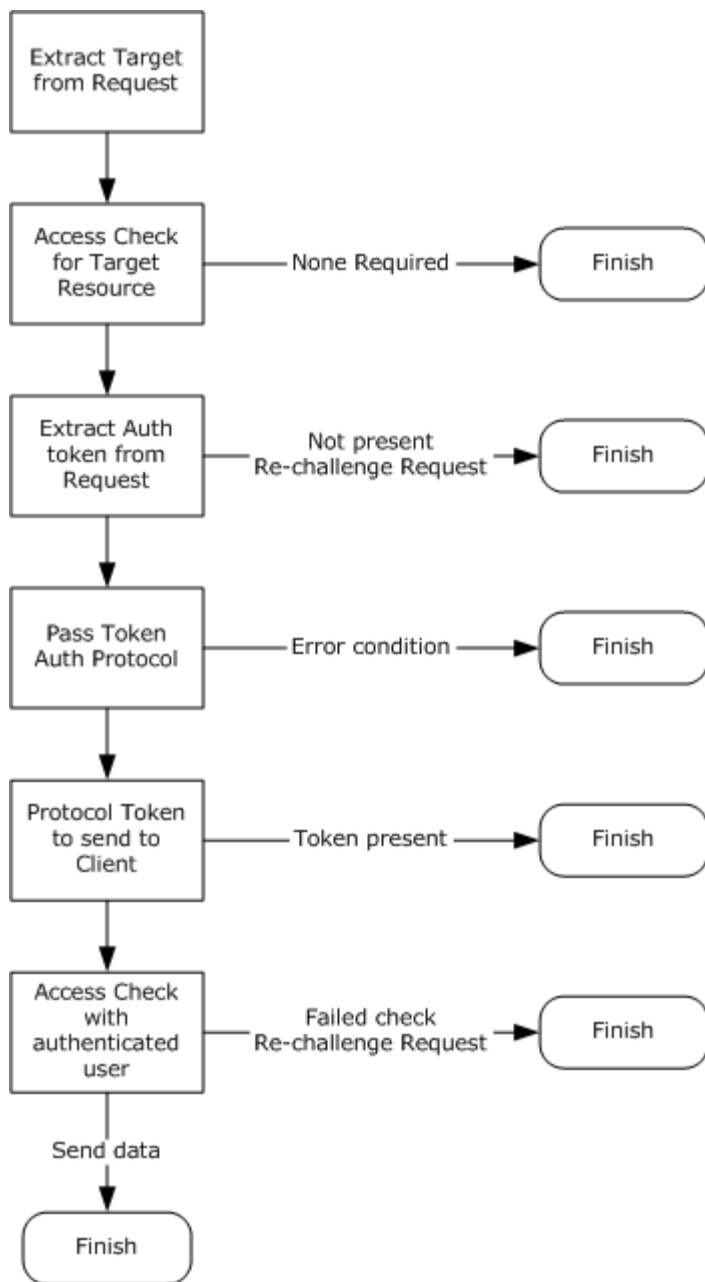 Extract Target
from Request
Access Check
for Target
Resource
None Required
Finish
Extract Auth
token from
Request
Not present
Re-challenge Request
Finish
Pass Token
Auth Protocol
Error condition
Finish
Protocol Token
to send to
Client
Token present
Finish
Access Check
with
authenticated
user
Failed check
Re-challenge Request
Finish
Send data
Finish